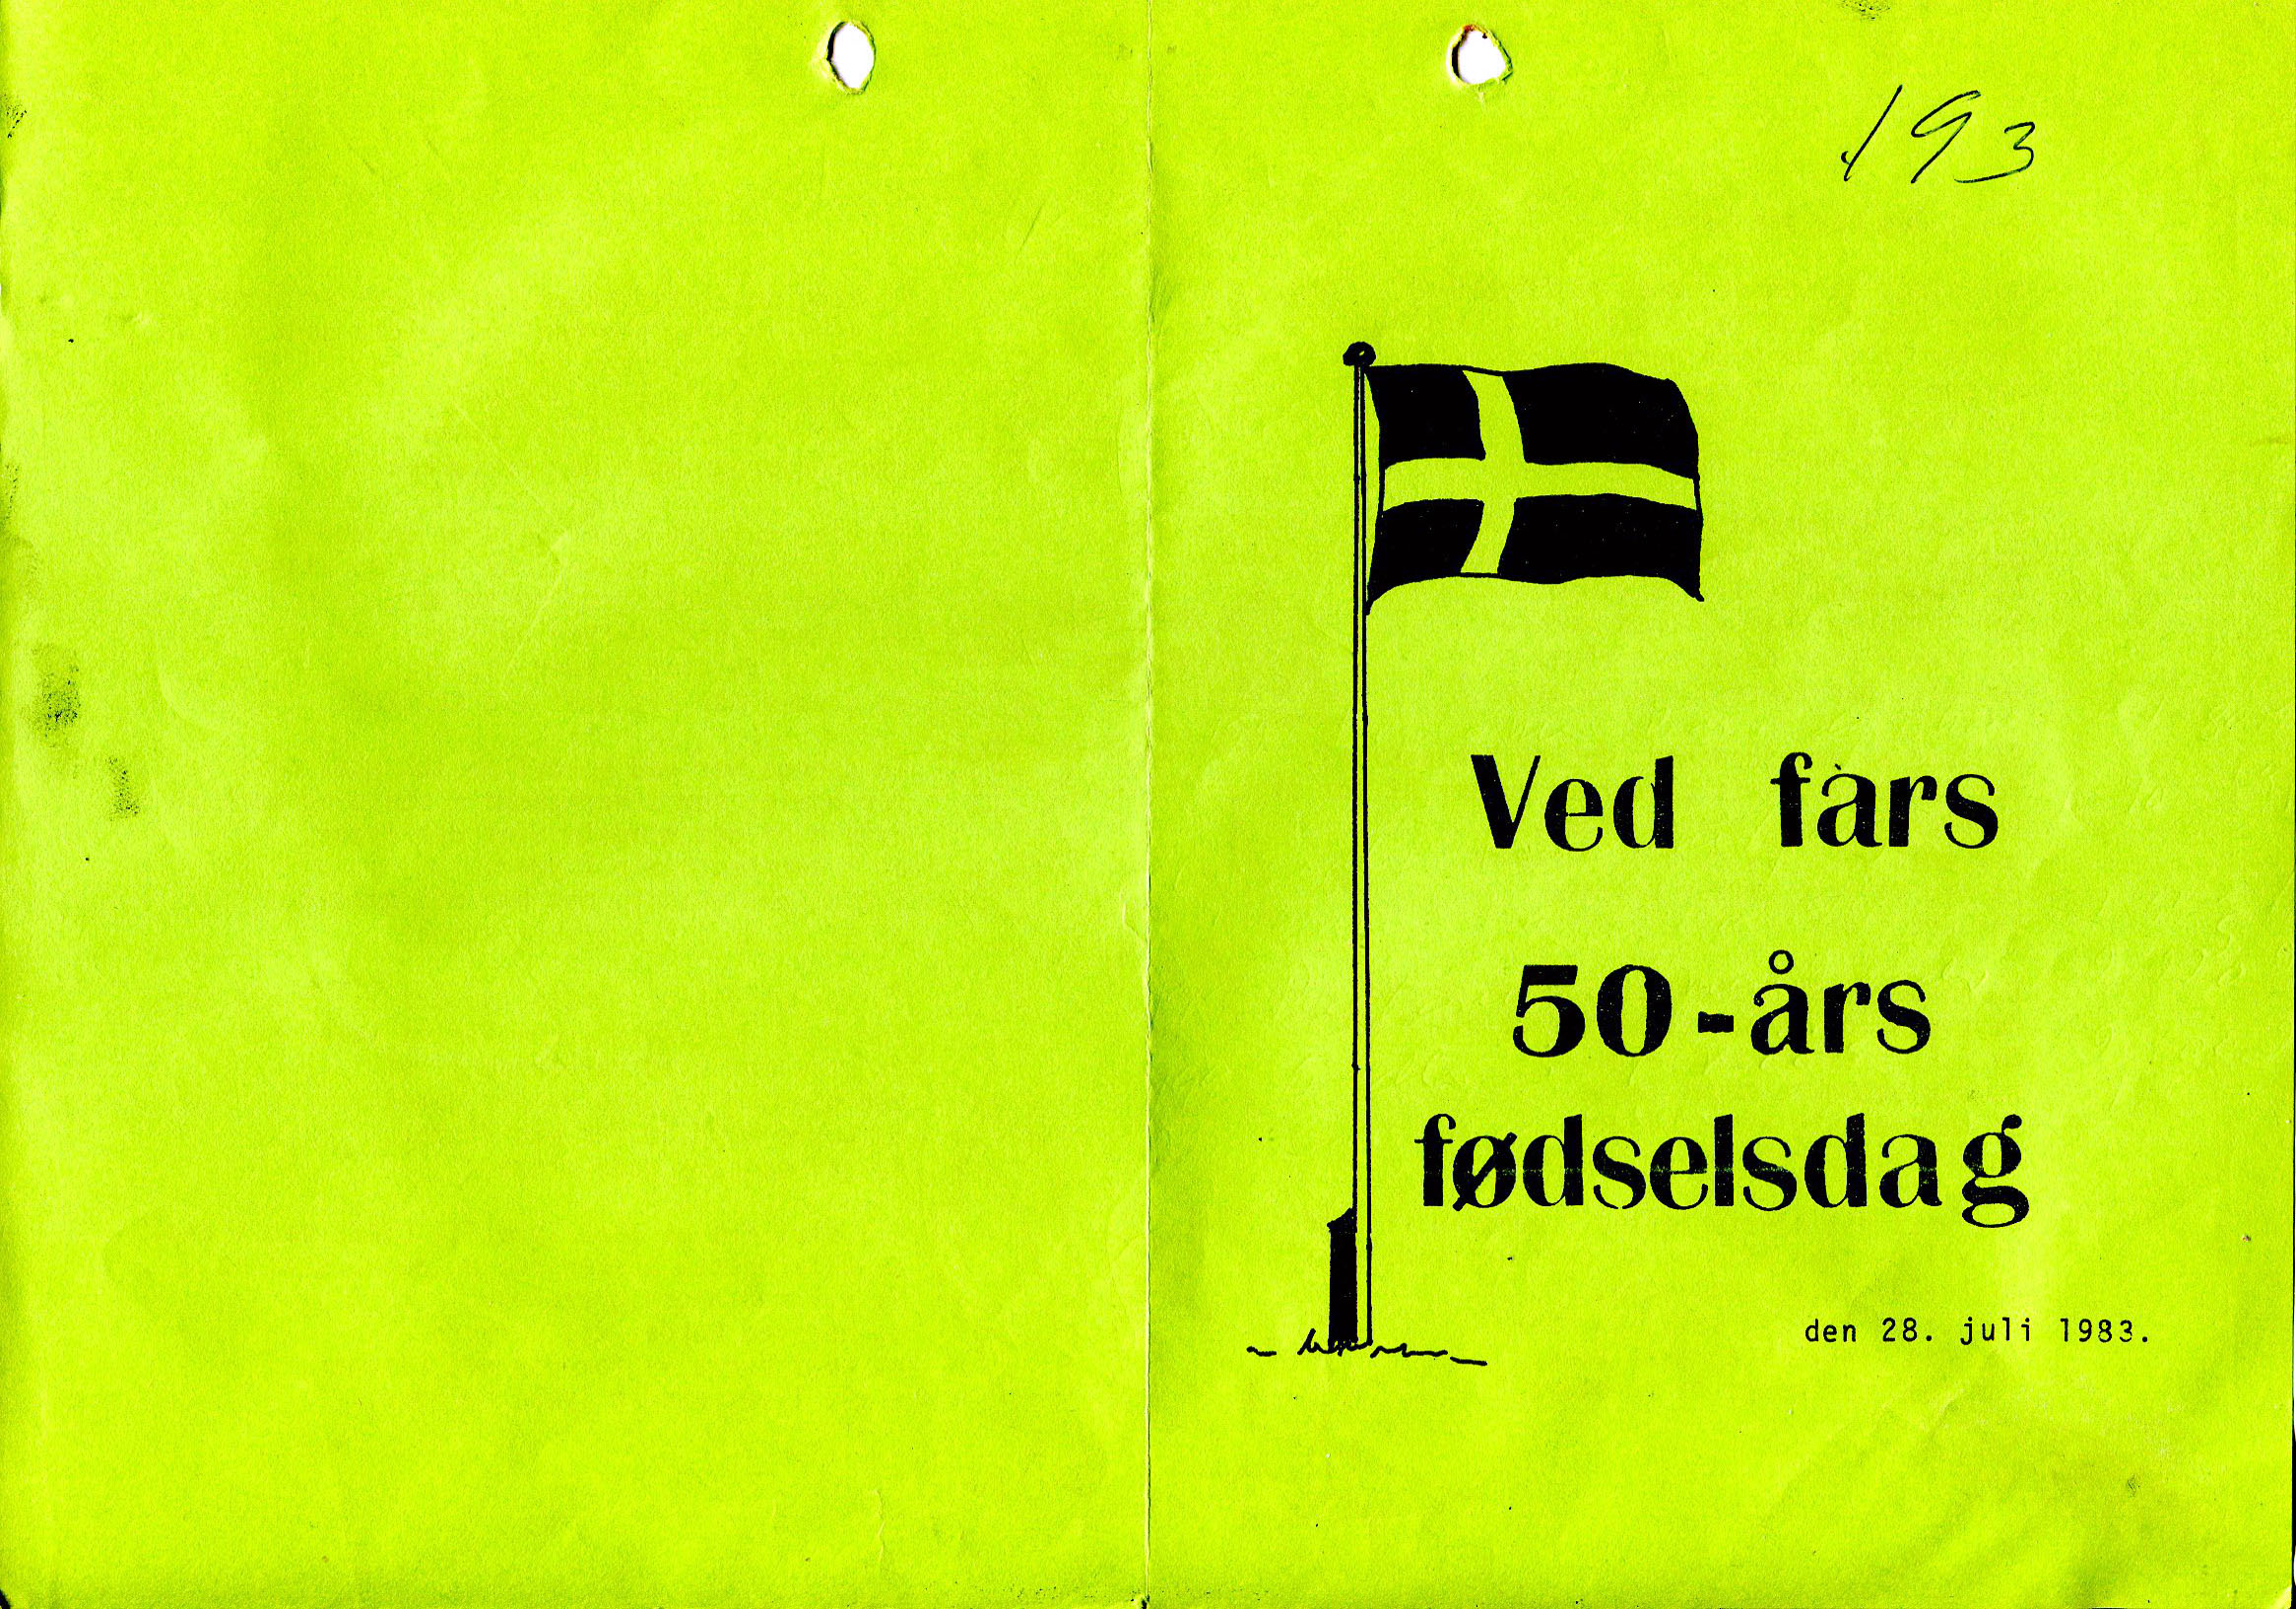 193
Ved fars
50-års
fødselsdag
den 28. juli 1983.